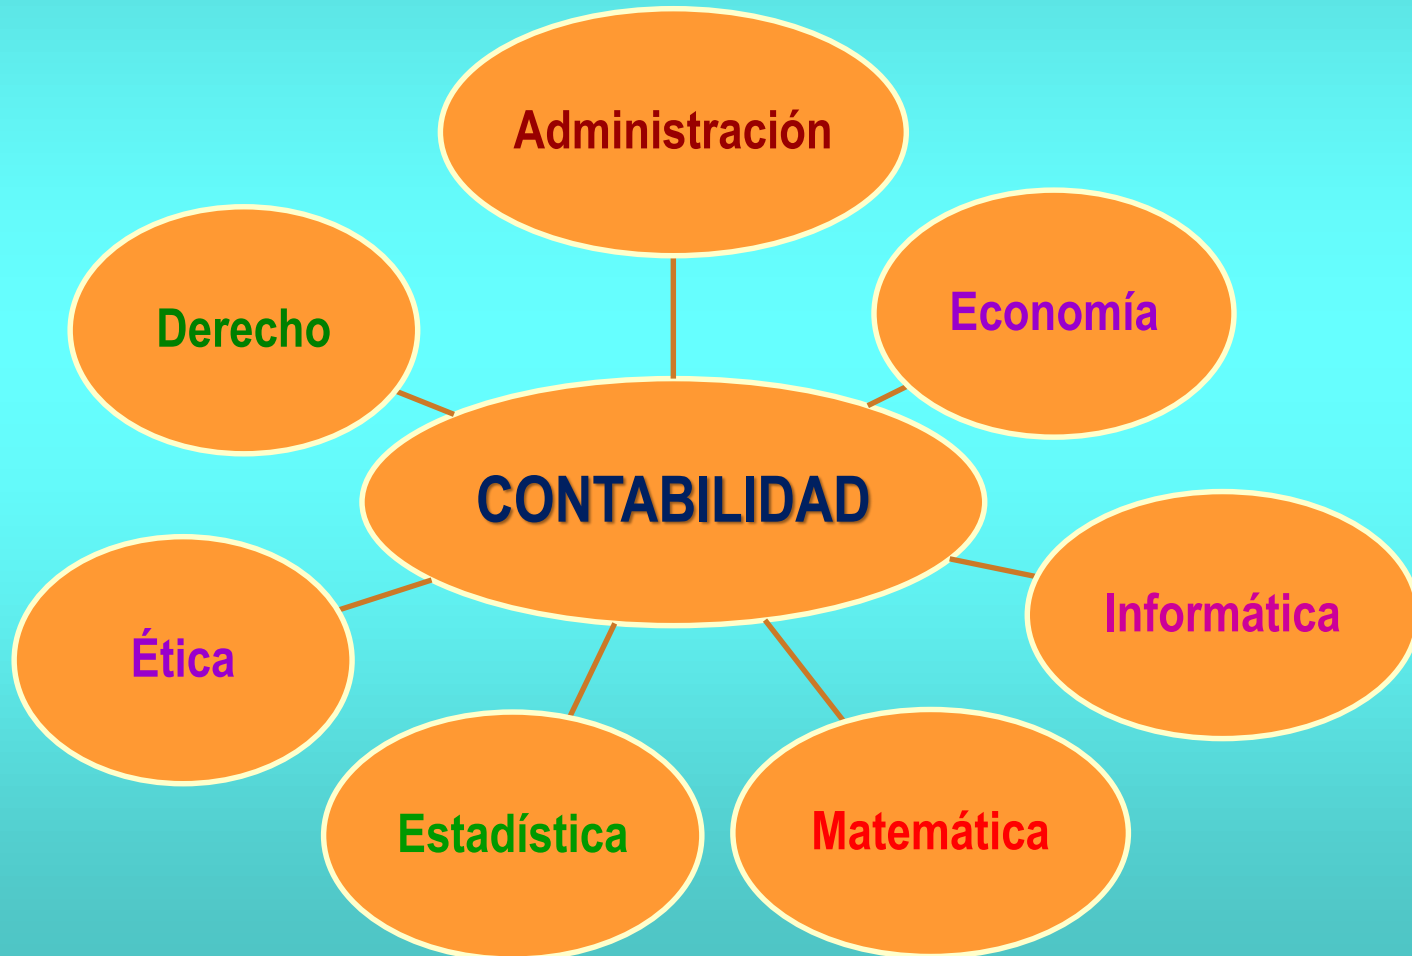 Administración
Economía
Derecho
CONTABILIDAD
Informática
Ética
Estadística
Matemática